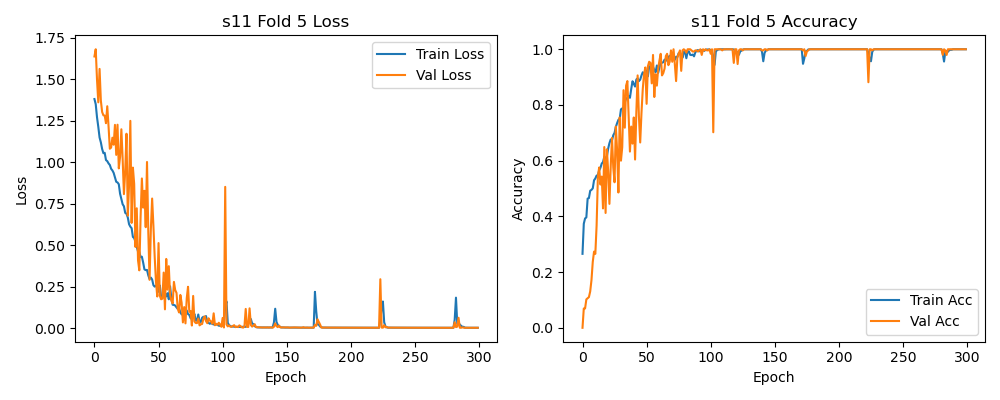 s11 Fold 5 Loss
Loss
1.75
1.50
1.25
1.00
0.75
0.50
0.25
0.00
0
50
100
150
200
250
300
Epoch
Train Loss
Val Loss
s11 Fold 5 Accuracy
Accuracy
1.0
0.8
0.6
0.4
0.2
0.0
0
50
100
150
200
250
300
Epoch
Train Acc
Val Acc